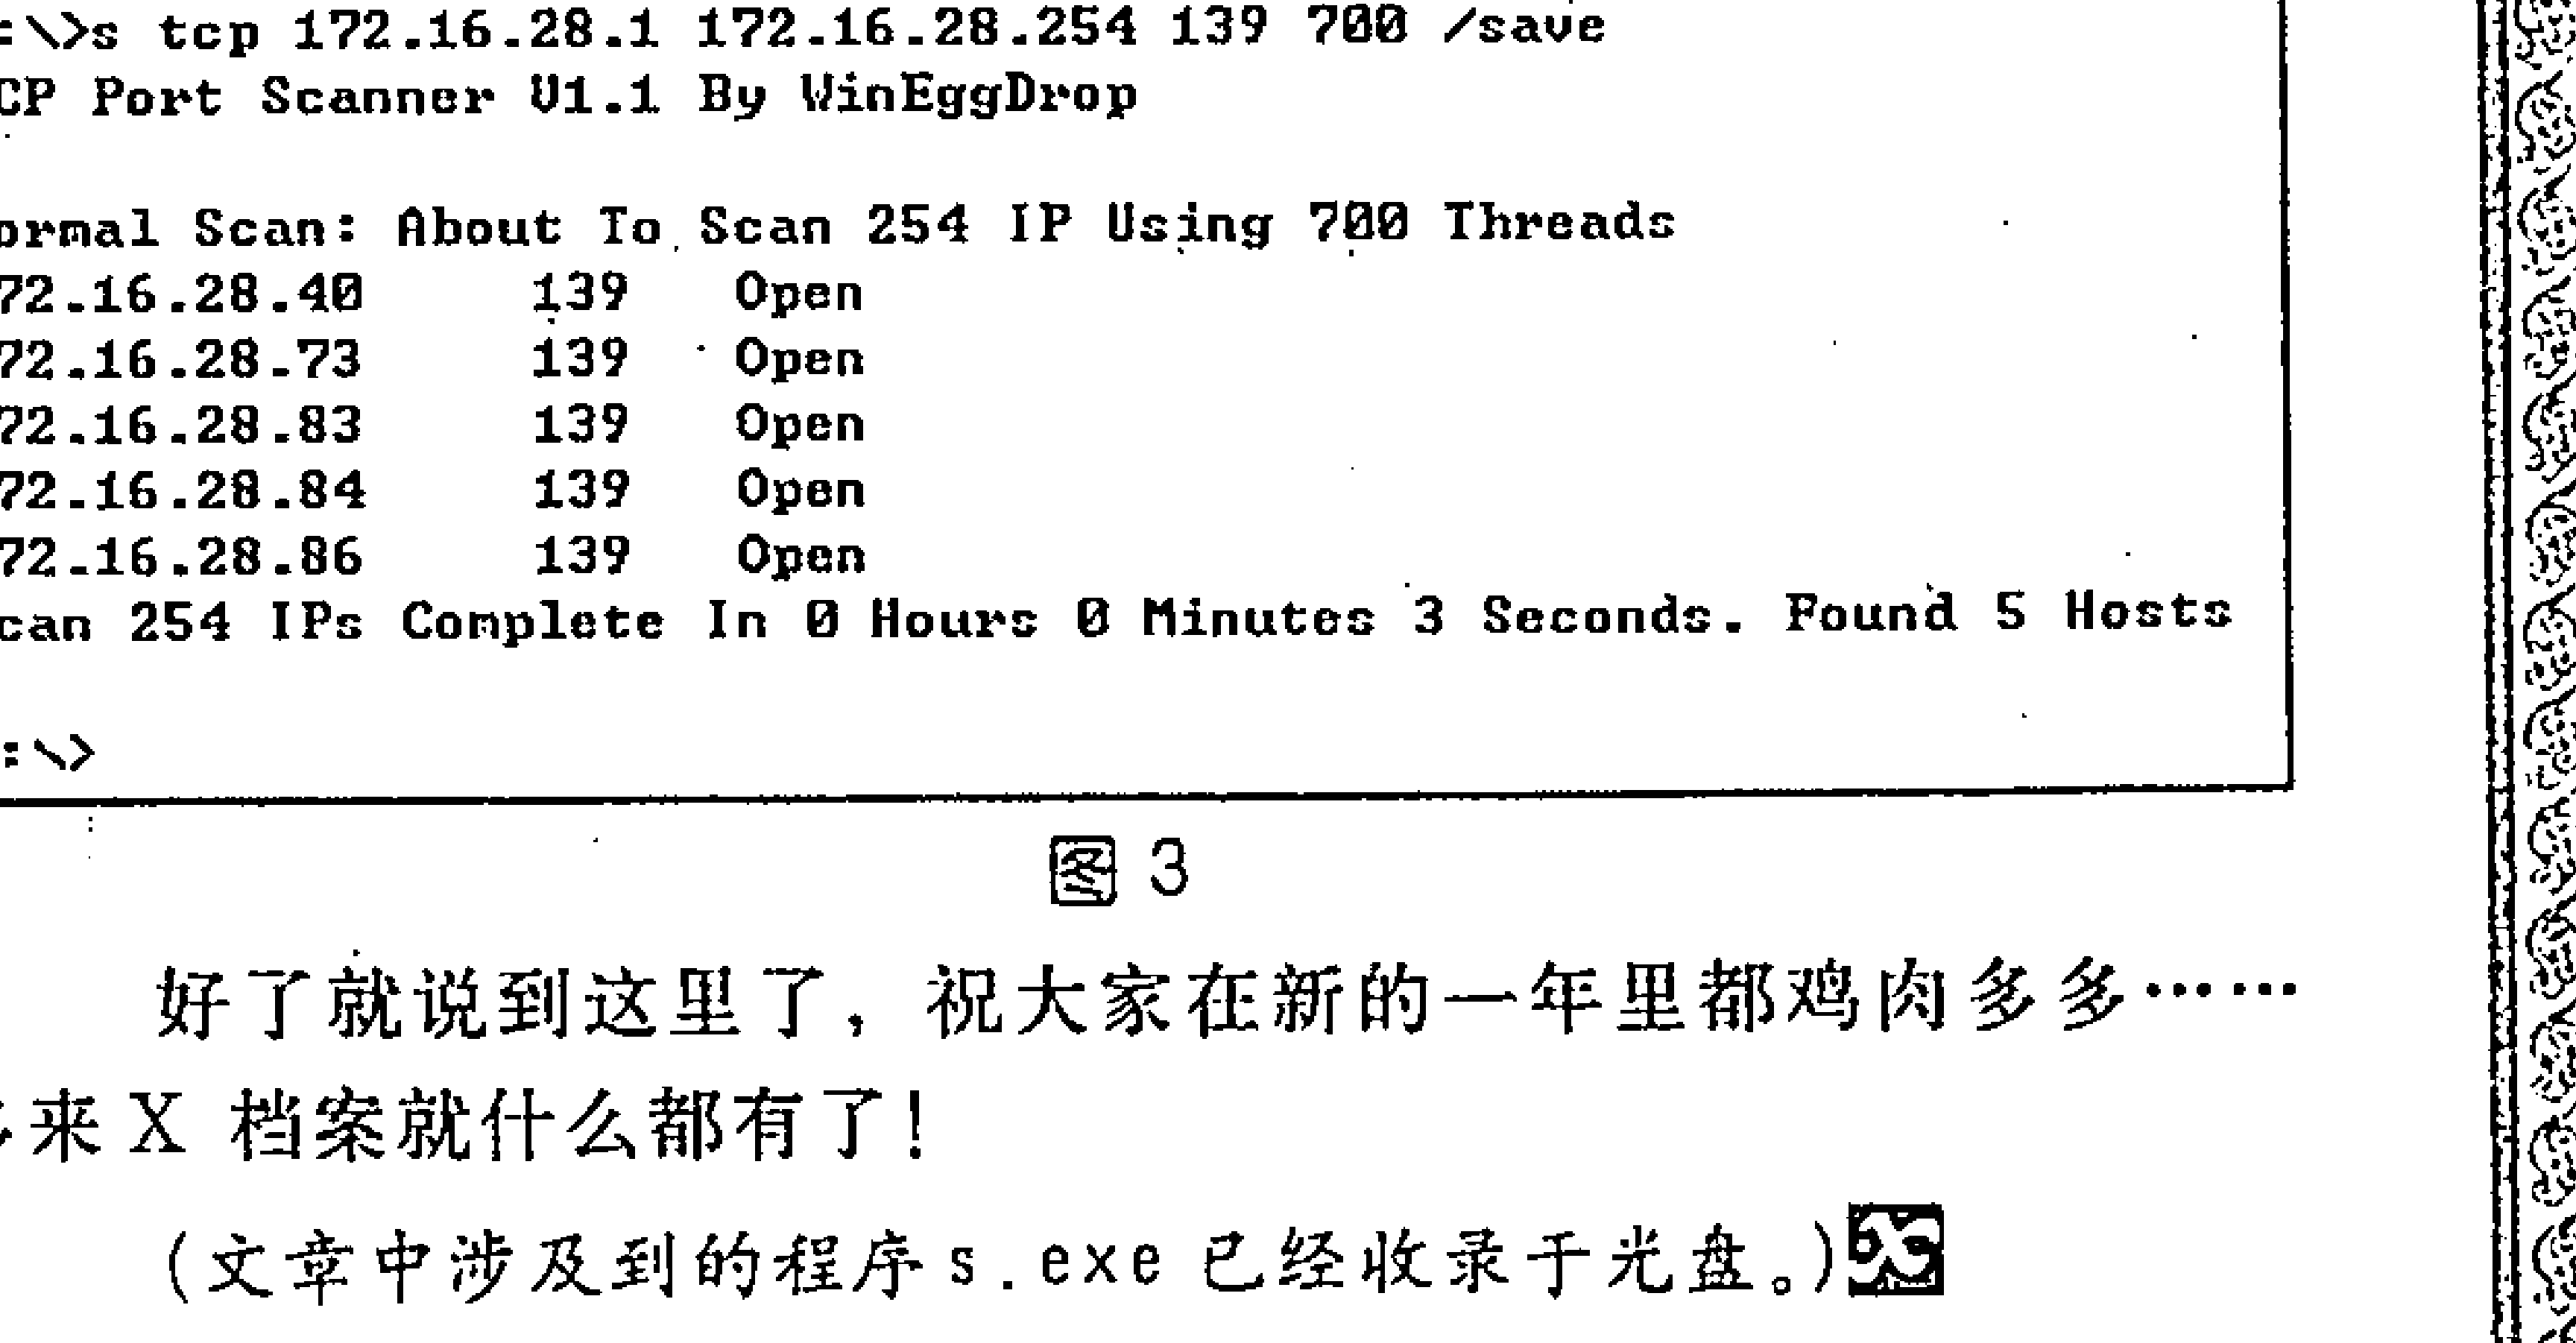 :\>s tcp 172.16.28.1 172.16.28.254 139 700 /save
CP Port Scanner V1.1 By WinEggDrop
ormal Scan: About To Scan 254 IP Using 700 Threads
72.16.28.40 139 Open
72.16.28.73 139 Open
72.16.28.83 139 Open
72.16.28.84 139 Open
72.16.28.86 139 Open
can 254 IPs Complete In 0 Hours 0 Minutes 3 Seconds. Found 5 Hosts
:\>
图 3
好了就说到这里了，祝大家在新的一年里都鸡肉多多……
来 X 档案就什么都有了！
（文章中涉及到的程序 s.exe 已经收录于光盘。）